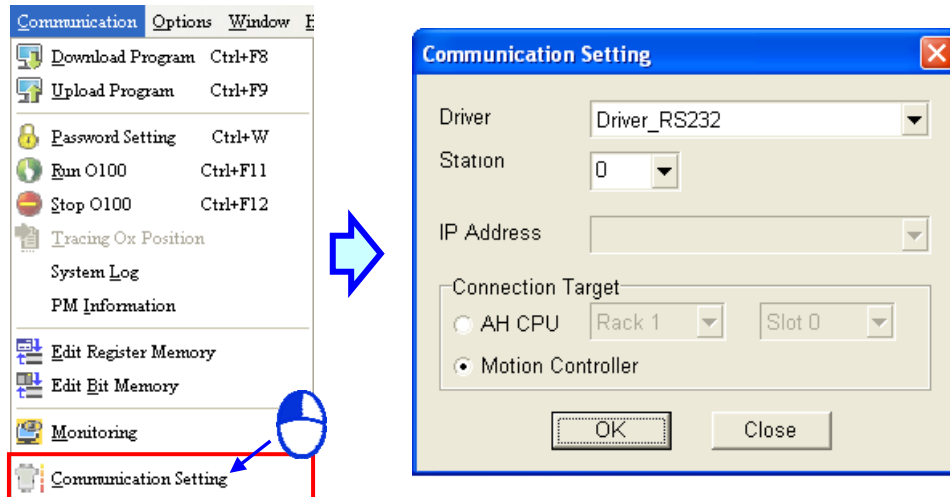 Communication Options Window
Download Program Ctrl+F8
Upload Program Ctrl+F9
Password Setting Ctrl+W
Run O100 Ctrl+F11
Stop O100 Ctrl+F12
Tracing Ox Position
System Log
PM Information
Edit Register Memory
Edit Bit Memory
Monitoring
Communication Setting
Communication Setting
Driver Driver_RS232
Station 0
IP Address
Connection Target
AH CPU Rack 1 Slot 0
Motion Controller
OK Close